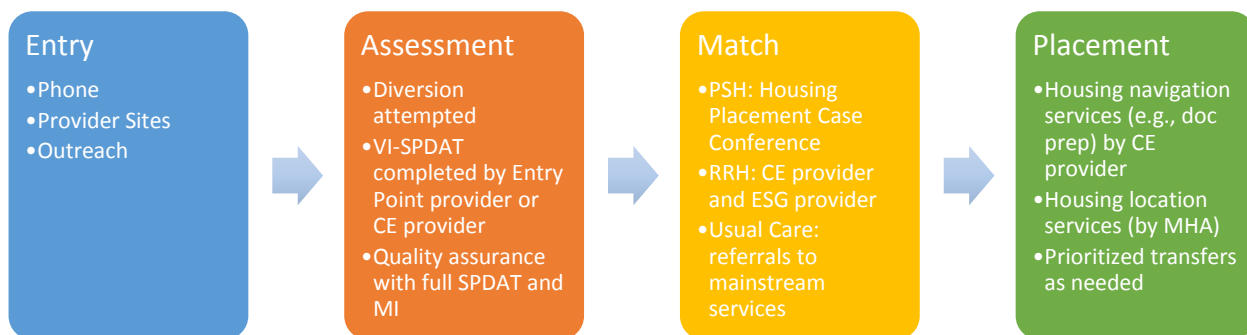 Entry
•Phone
•Provider Sites
•Outreach
Assessment
•Diversion
attempted
•VI-SPDAT
completed by Entry
Point provider or
CE provider
•Quality assurance
with full SPDAT and
MI
Match
•PSH: Housing
Placement Case
Conference
•RRH: CE provider
and ESG provider
•Usual Care:
referrals to
mainstream
services
Placement
•Housing navigation
services (e.g., doc
prep) by CE
provider
•Housing location
services (by MHA)
•Prioritized transfers
as needed